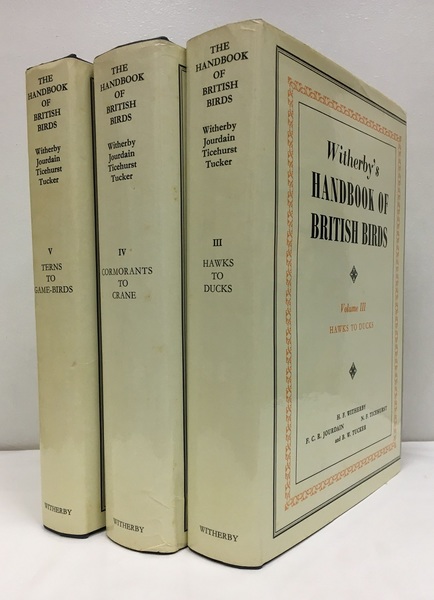 THE
HANDBOOK
OF
BRITISH
BIRDS
Witherby
Jourdain
Ticehurst
Tucker
V
TERNS
TO
GAME-BIRDS
WITHERBY
THE
HANDBOOK
OF
BRITISH
BIRDS
Witherby
Jourdain
Ticehurst
Tucker
IV
CORMORANTS
TO
CRANE
WITHERBY
THE
HANDBOOK
OF
BRITISH
BIRDS
Witherby
Jourdain
Ticehurst
Tucker
III
HAWKS
TO
DUCKS
WITHERBY
Witherby's
HANDBOOK OF
BRITISH BIRDS
Volume III
HAWKS TO DUCKS
H. F. WITHERBY
F. C. R. JOURDAIN N. F. TICEHURST
and B. W. TUCKER